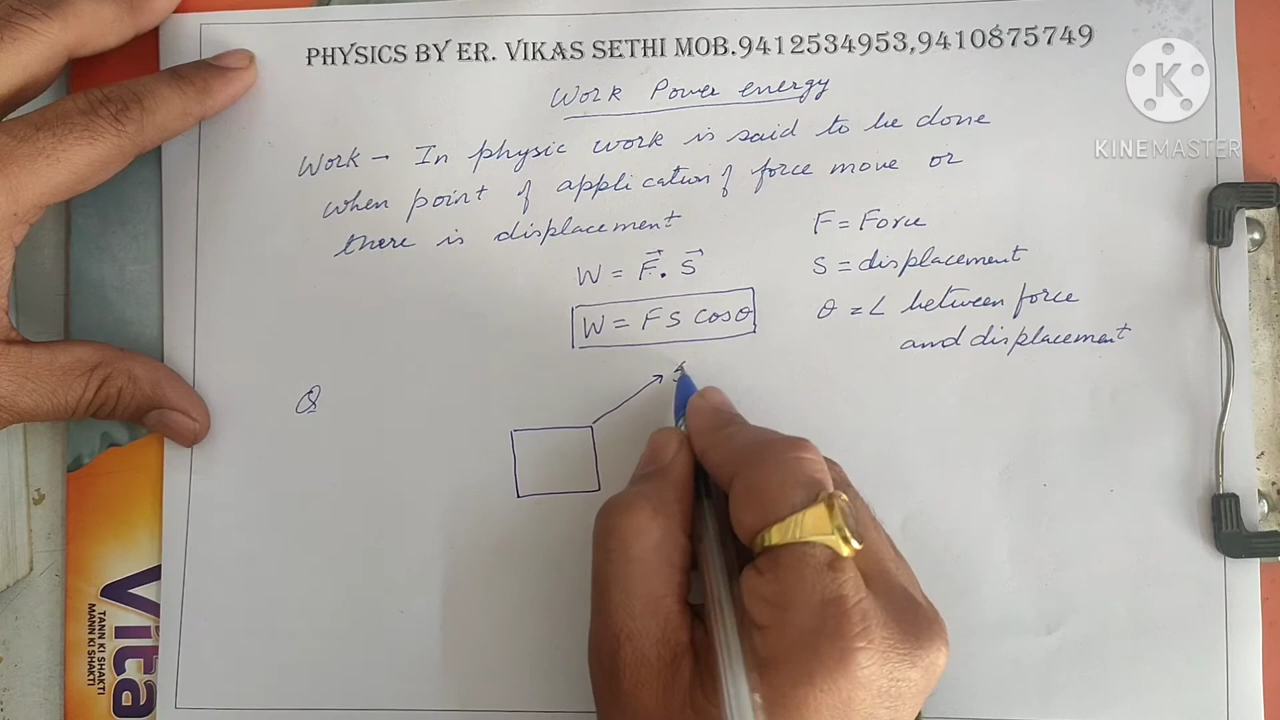 PHYSICS BY ER. VIKAS SETHI MOB.9412534953,9410875749
Work Power energy
Work - In physic work is said to be done
when point of application of force move or
there is displacement
F = Force
W = F⃗ . S⃗
S = displacement
W = FS cosθ
θ = ∠ between force
and displacement
Q
K
KINEMASTER
Vita
TANN KI SHAKTI
MANN KI SHAKTI